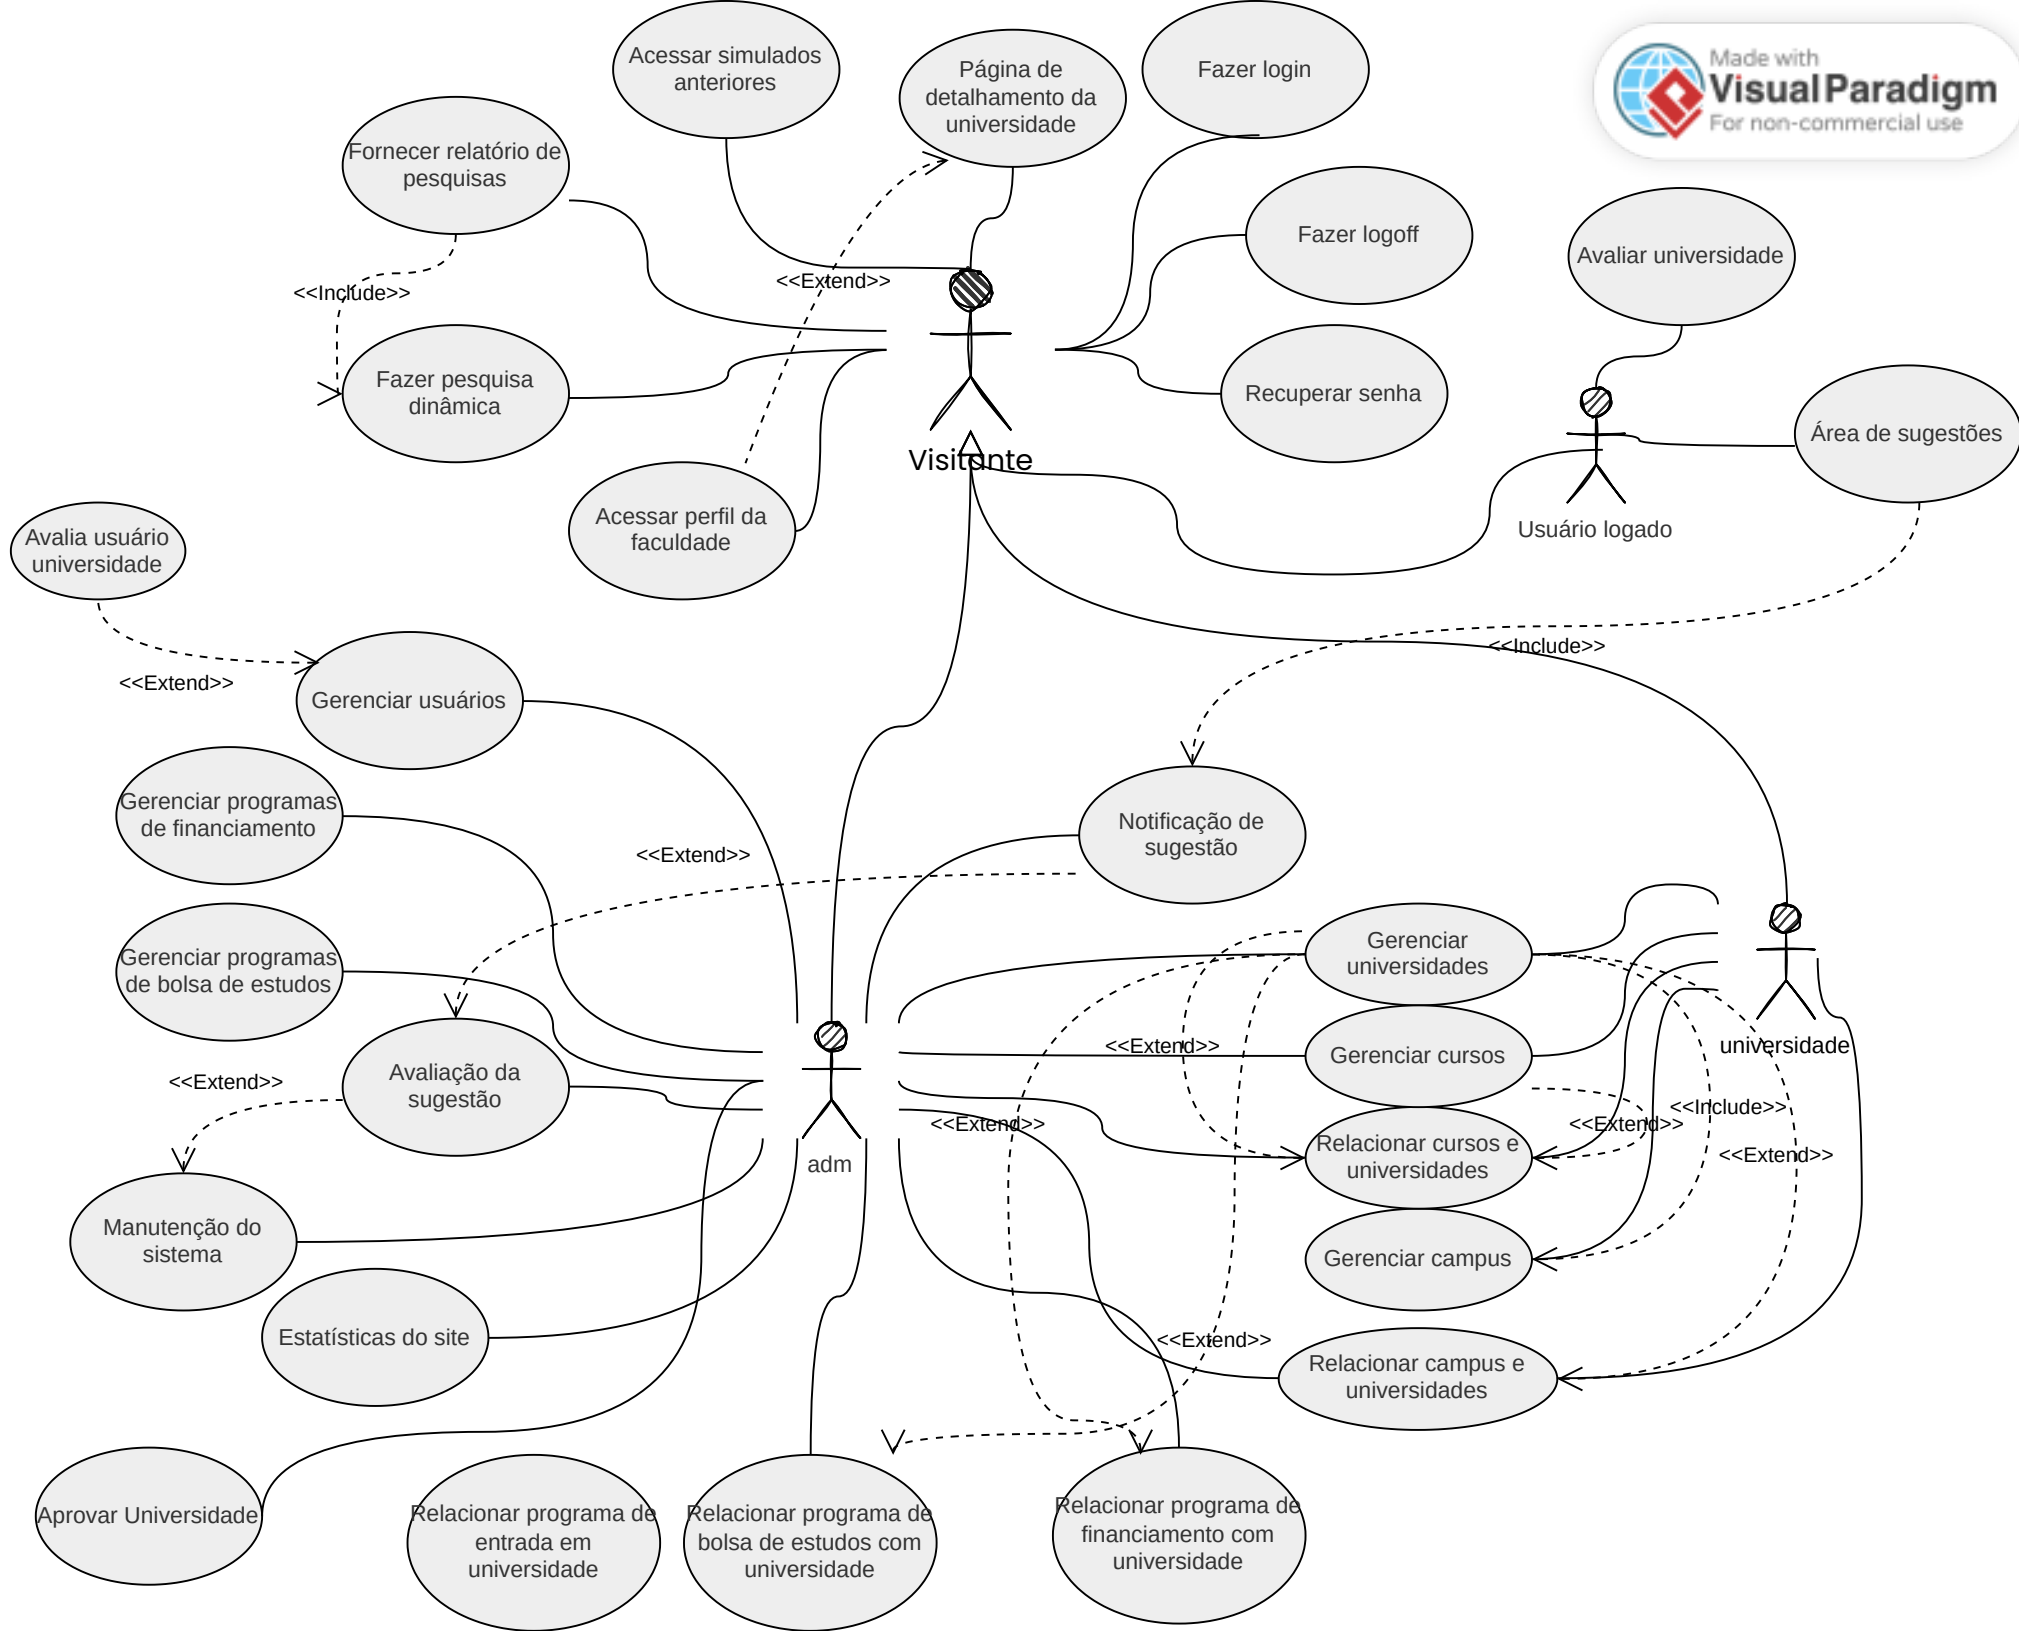 Acessar simulados
anteriores
Página de
detalhamento da
universidade
Fazer login
Made with
Visual Paradigm
For non-commercial use
Fornecer relatório de
pesquisas
Fazer logoff
Avaliar universidade
<<Extend>>
<<Include>>
Fazer pesquisa
dinâmica
Recuperar senha
Área de sugestões
Visitante
Acessar perfil da
faculdade
Usuário logado
Avalia usuário
universidade
<<Include>>
<<Extend>>
Gerenciar usuários
Gerenciar programas
de financiamento
Notificação de
sugestão
<<Extend>>
Gerenciar
universidades
Gerenciar programas
de bolsa de estudos
<<Extend>>
Gerenciar cursos
universidade
Avaliação da
sugestão
<<Extend>>
<<Extend>>
<<Extend>>
<<Include>>
Relacionar cursos e
universidades
<<Extend>>
adm
Manutenção do
sistema
Gerenciar campus
Estatísticas do site
<<Extend>>
Relacionar campus e
universidades
Aprovar Universidade
Relacionar programa de
entrada em
universidade
Relacionar programa de
bolsa de estudos com
universidade
Relacionar programa de
financiamento com
universidade